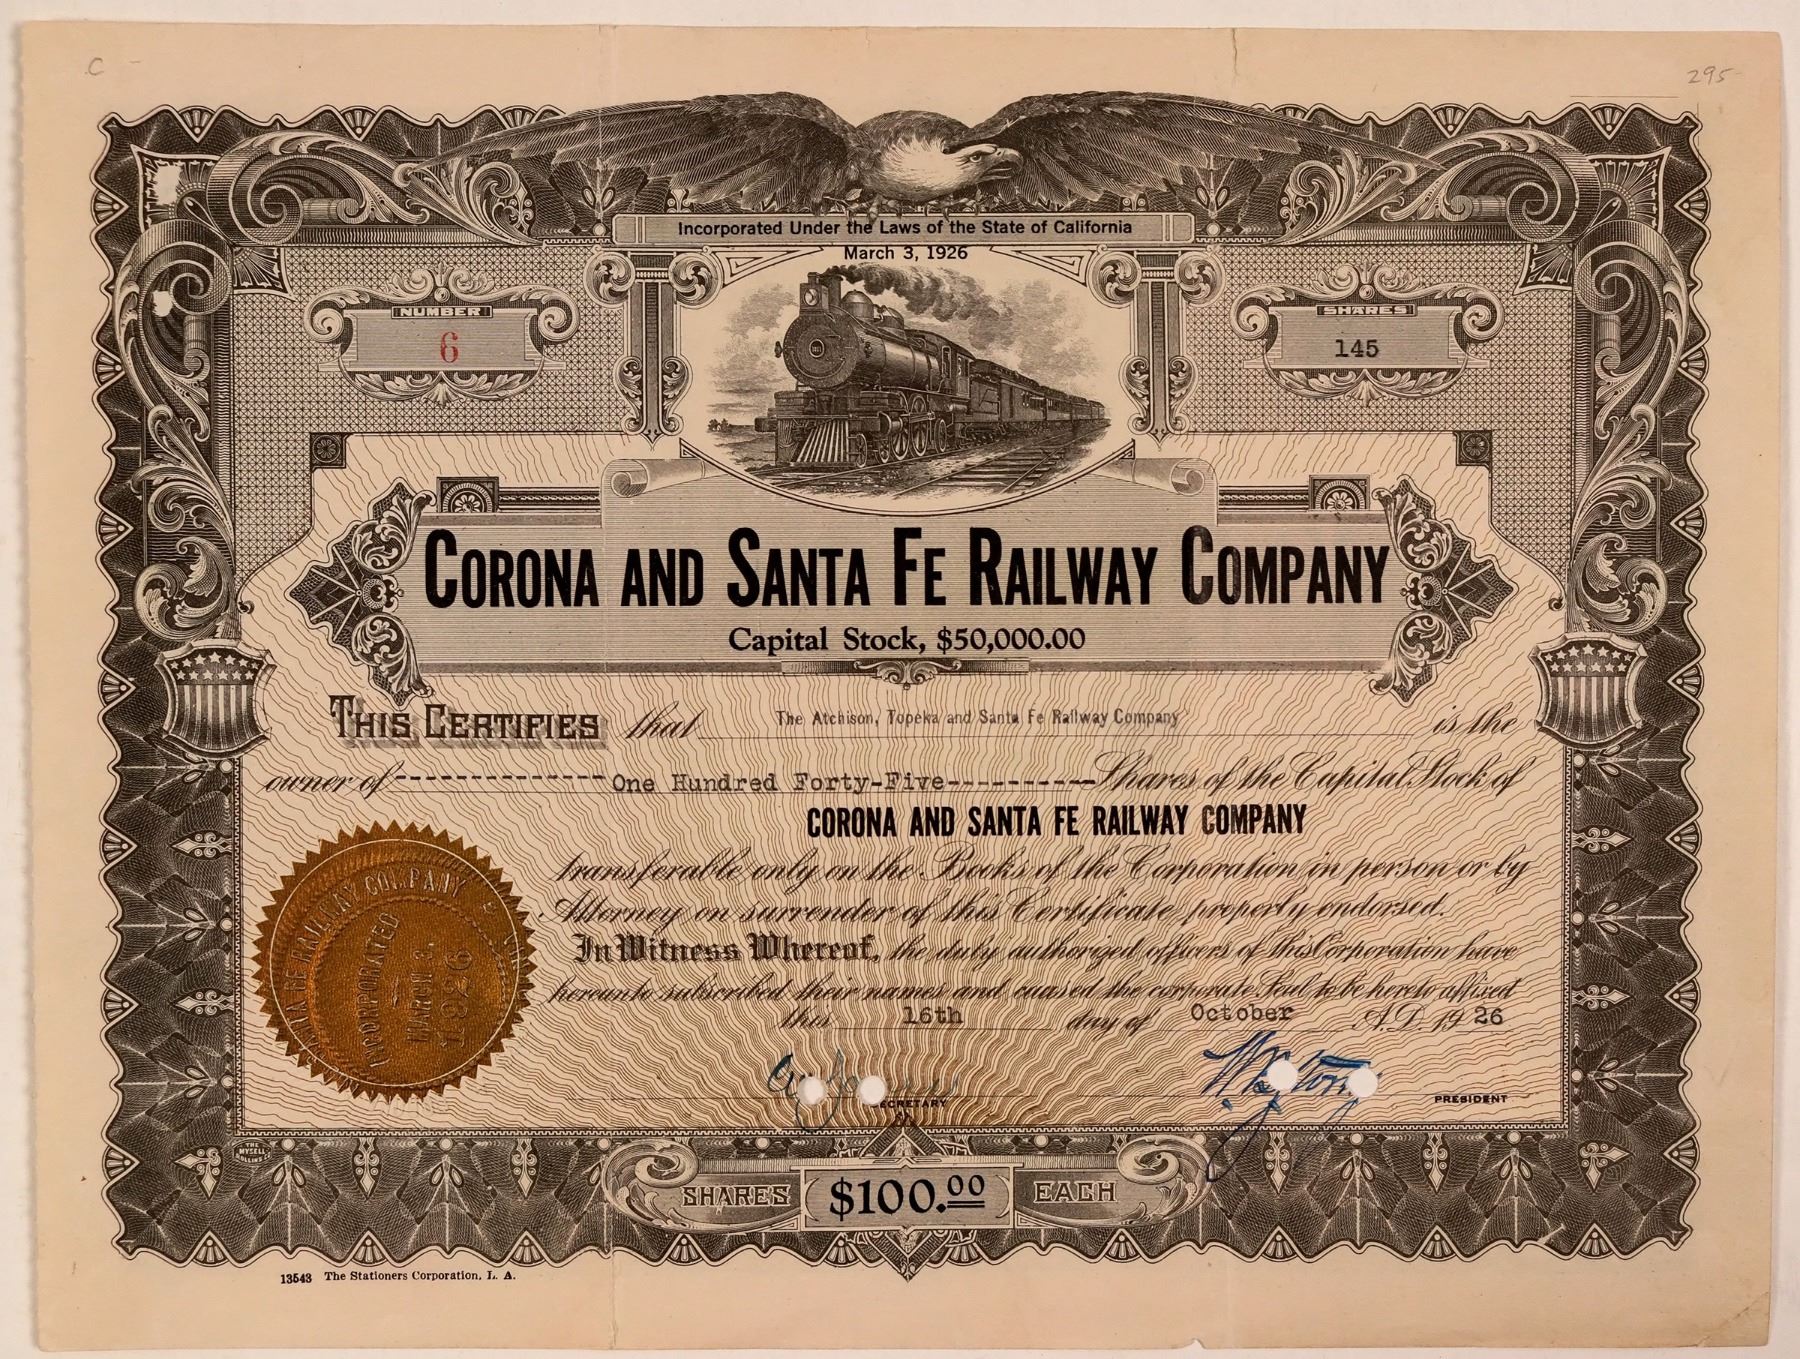 C -
295-
Incorporated Under the Laws of the State of California
March 3, 1926
NUMBER
6
SHARES
145
CORONA AND SANTA FE RAILWAY COMPANY
Capital Stock, $50,000.00
THIS CERTIFIES that The Atchison, Topeka and Santa Fe Railway Company is the
owner of --------------- One Hundred Forty-Five---------- Shares of the Capital Stock of
CORONA AND SANTA FE RAILWAY COMPANY
transferable only on the Books of the Corporation in person or by
Attorney on surrender of this Certificate properly endorsed.
In Witness Whereof, the duly authorized officers of this Corporation have
hereunto subscribed their names and caused the corporate Seal to be hereto affixed
this 16th day of October A.D. 1926
SECRETARY
PRESIDENT
SANTA FE RAILWAY COMPANY
INCORPORATED
MARCH 3,
1926
SHARES $100.00 EACH
13543 The Stationers Corporation, L. A.